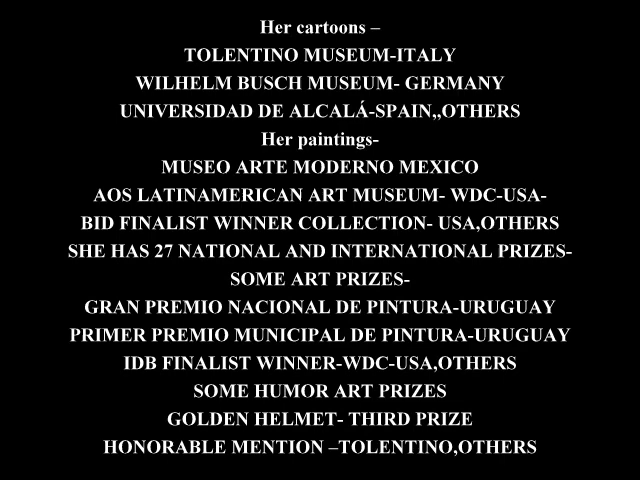 Her cartoons –
TOLENTINO MUSEUM-ITALY
WILHELM BUSCH MUSEUM- GERMANY
UNIVERSIDAD DE ALCALÁ-SPAIN,,OTHERS
Her paintings-
MUSEO ARTE MODERNO MEXICO
AOS LATINAMERICAN ART MUSEUM- WDC-USA-
BID FINALIST WINNER COLLECTION- USA,OTHERS
SHE HAS 27 NATIONAL AND INTERNATIONAL PRIZES-
SOME ART PRIZES-
GRAN PREMIO NACIONAL DE PINTURA-URUGUAY
PRIMER PREMIO MUNICIPAL DE PINTURA-URUGUAY
IDB FINALIST WINNER-WDC-USA,OTHERS
SOME HUMOR ART PRIZES
GOLDEN HELMET- THIRD PRIZE
HONORABLE MENTION –TOLENTINO,OTHERS